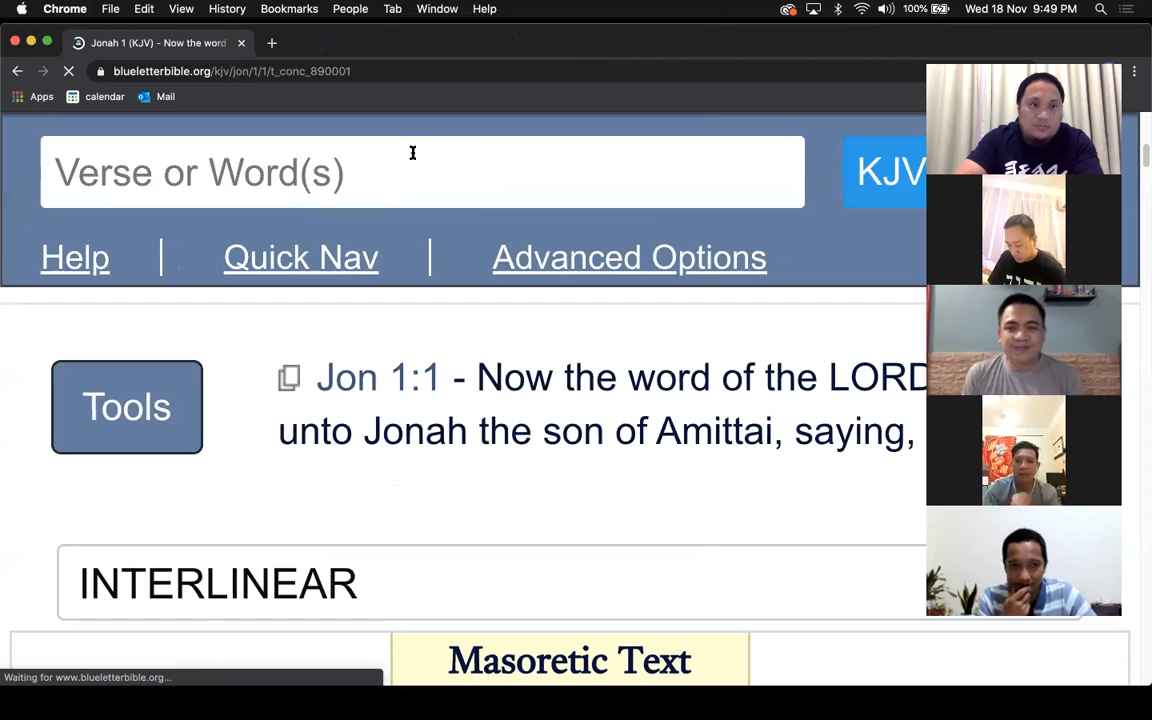 Chrome File Edit View History Bookmarks People Tab Window Help 100% Wed 18 Nov 9:49 PM
Jonah 1 (KJV) - Now the word
blueletterbible.org/kjv/jon/1/1/t_conc_890001
Apps calendar Mail
Verse or Word(s) KJV
Help | Quick Nav | Advanced Options
Tools
Jon 1:1 - Now the word of the LORD
unto Jonah the son of Amittai, saying,
INTERLINEAR
Masoretic Text
Waiting for www.blueletterbible.org...